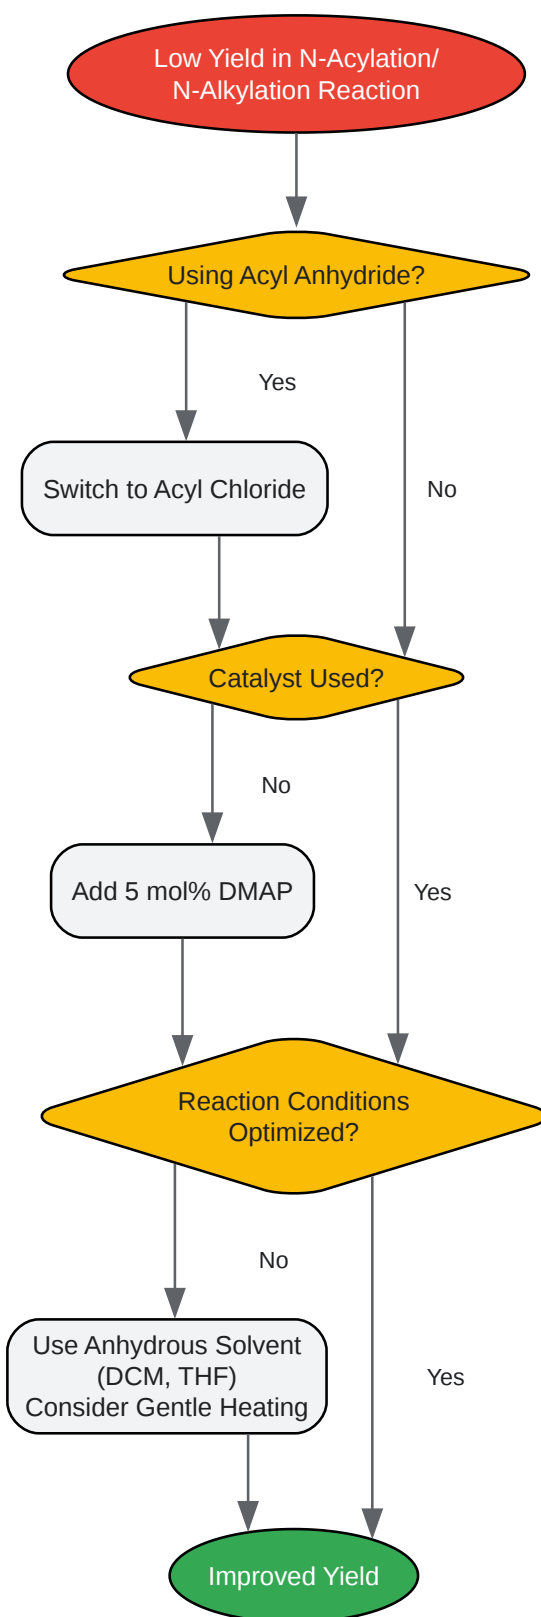 Low Yield in N-Acylation/
N-Alkylation Reaction
Using Acyl Anhydride?
Yes
Switch to Acyl Chloride
No
Catalyst Used?
No
Add 5 mol% DMAP
Yes
Reaction Conditions
Optimized?
No
Use Anhydrous Solvent
(DCM, THF)
Consider Gentle Heating
Yes
Improved Yield